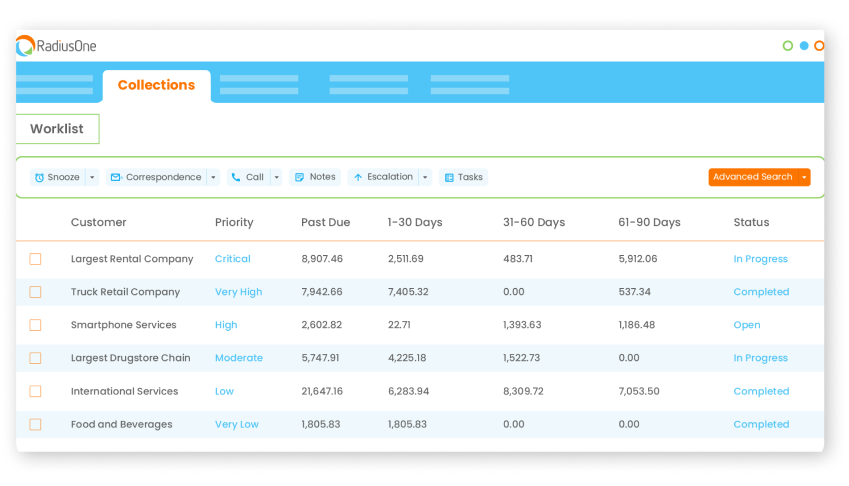 RadiusOne
Collections
Worklist
Snooze Correspondence Call Notes Escalation Tasks Advanced Search
Customer Priority Past Due 1-30 Days 31-60 Days 61-90 Days Status
Largest Rental Company Critical 8,907.46 2,511.69 483.71 5,912.06 In Progress
Truck Retail Company Very High 7,942.66 7,405.32 0.00 537.34 Completed
Smartphone Services High 2,602.82 22.71 1,393.63 1,186.48 Open
Largest Drugstore Chain Moderate 5,747.91 4,225.18 1,522.73 0.00 In Progress
International Services Low 21,647.16 6,283.94 8,309.72 7,053.50 Completed
Food and Beverages Very Low 1,805.83 1,805.83 0.00 0.00 Completed